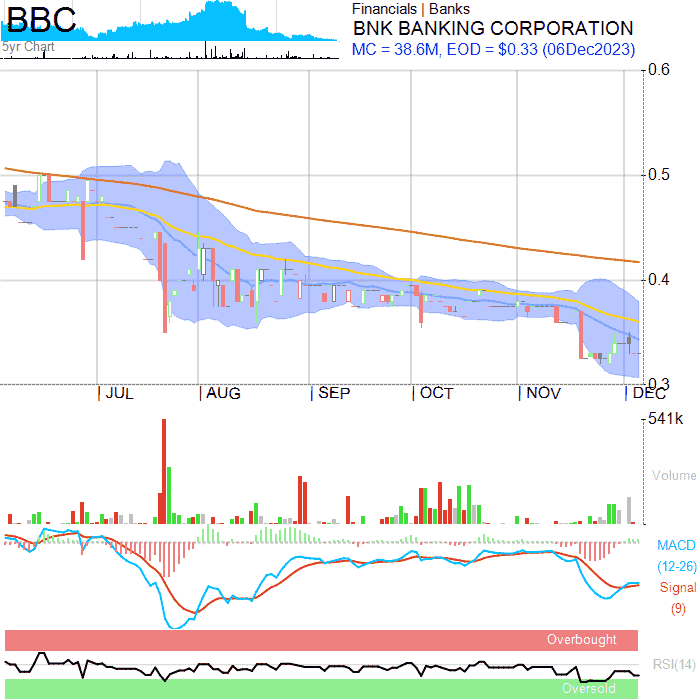 BBC
5yr Chart
Financials | Banks
BNK BANKING CORPORATION
MC = 38.6M, EOD = $0.33 (06Dec2023)
0.6
0.5
0.4
0.3
| JUL | AUG | SEP | OCT | NOV | DEC
541k
Volume
MACD
(12-26)
Signal
(9)
Overbought
RSI(14)
Oversold